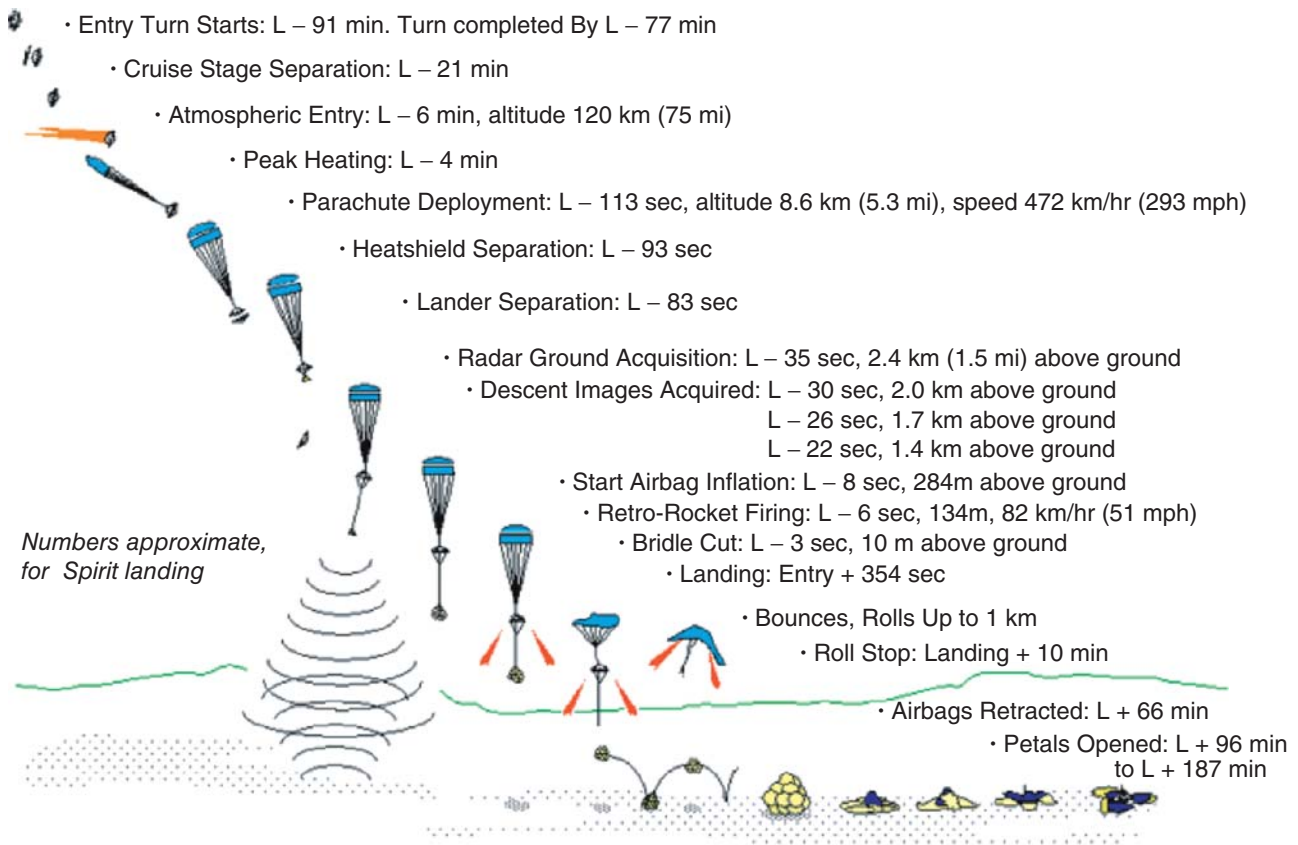 · Entry Turn Starts: L – 91 min. Turn completed By L – 77 min
· Cruise Stage Separation: L – 21 min
· Atmospheric Entry: L – 6 min, altitude 120 km (75 mi)
· Peak Heating: L – 4 min
· Parachute Deployment: L – 113 sec, altitude 8.6 km (5.3 mi), speed 472 km/hr (293 mph)
· Heatshield Separation: L – 93 sec
· Lander Separation: L – 83 sec
· Radar Ground Acquisition: L – 35 sec, 2.4 km (1.5 mi) above ground
· Descent Images Acquired: L – 30 sec, 2.0 km above ground
L – 26 sec, 1.7 km above ground
L – 22 sec, 1.4 km above ground
· Start Airbag Inflation: L – 8 sec, 284m above ground
· Retro-Rocket Firing: L – 6 sec, 134m, 82 km/hr (51 mph)
· Bridle Cut: L – 3 sec, 10 m above ground
· Landing: Entry + 354 sec
Numbers approximate,
for Spirit landing
· Bounces, Rolls Up to 1 km
· Roll Stop: Landing + 10 min
· Airbags Retracted: L + 66 min
· Petals Opened: L + 96 min
to L + 187 min